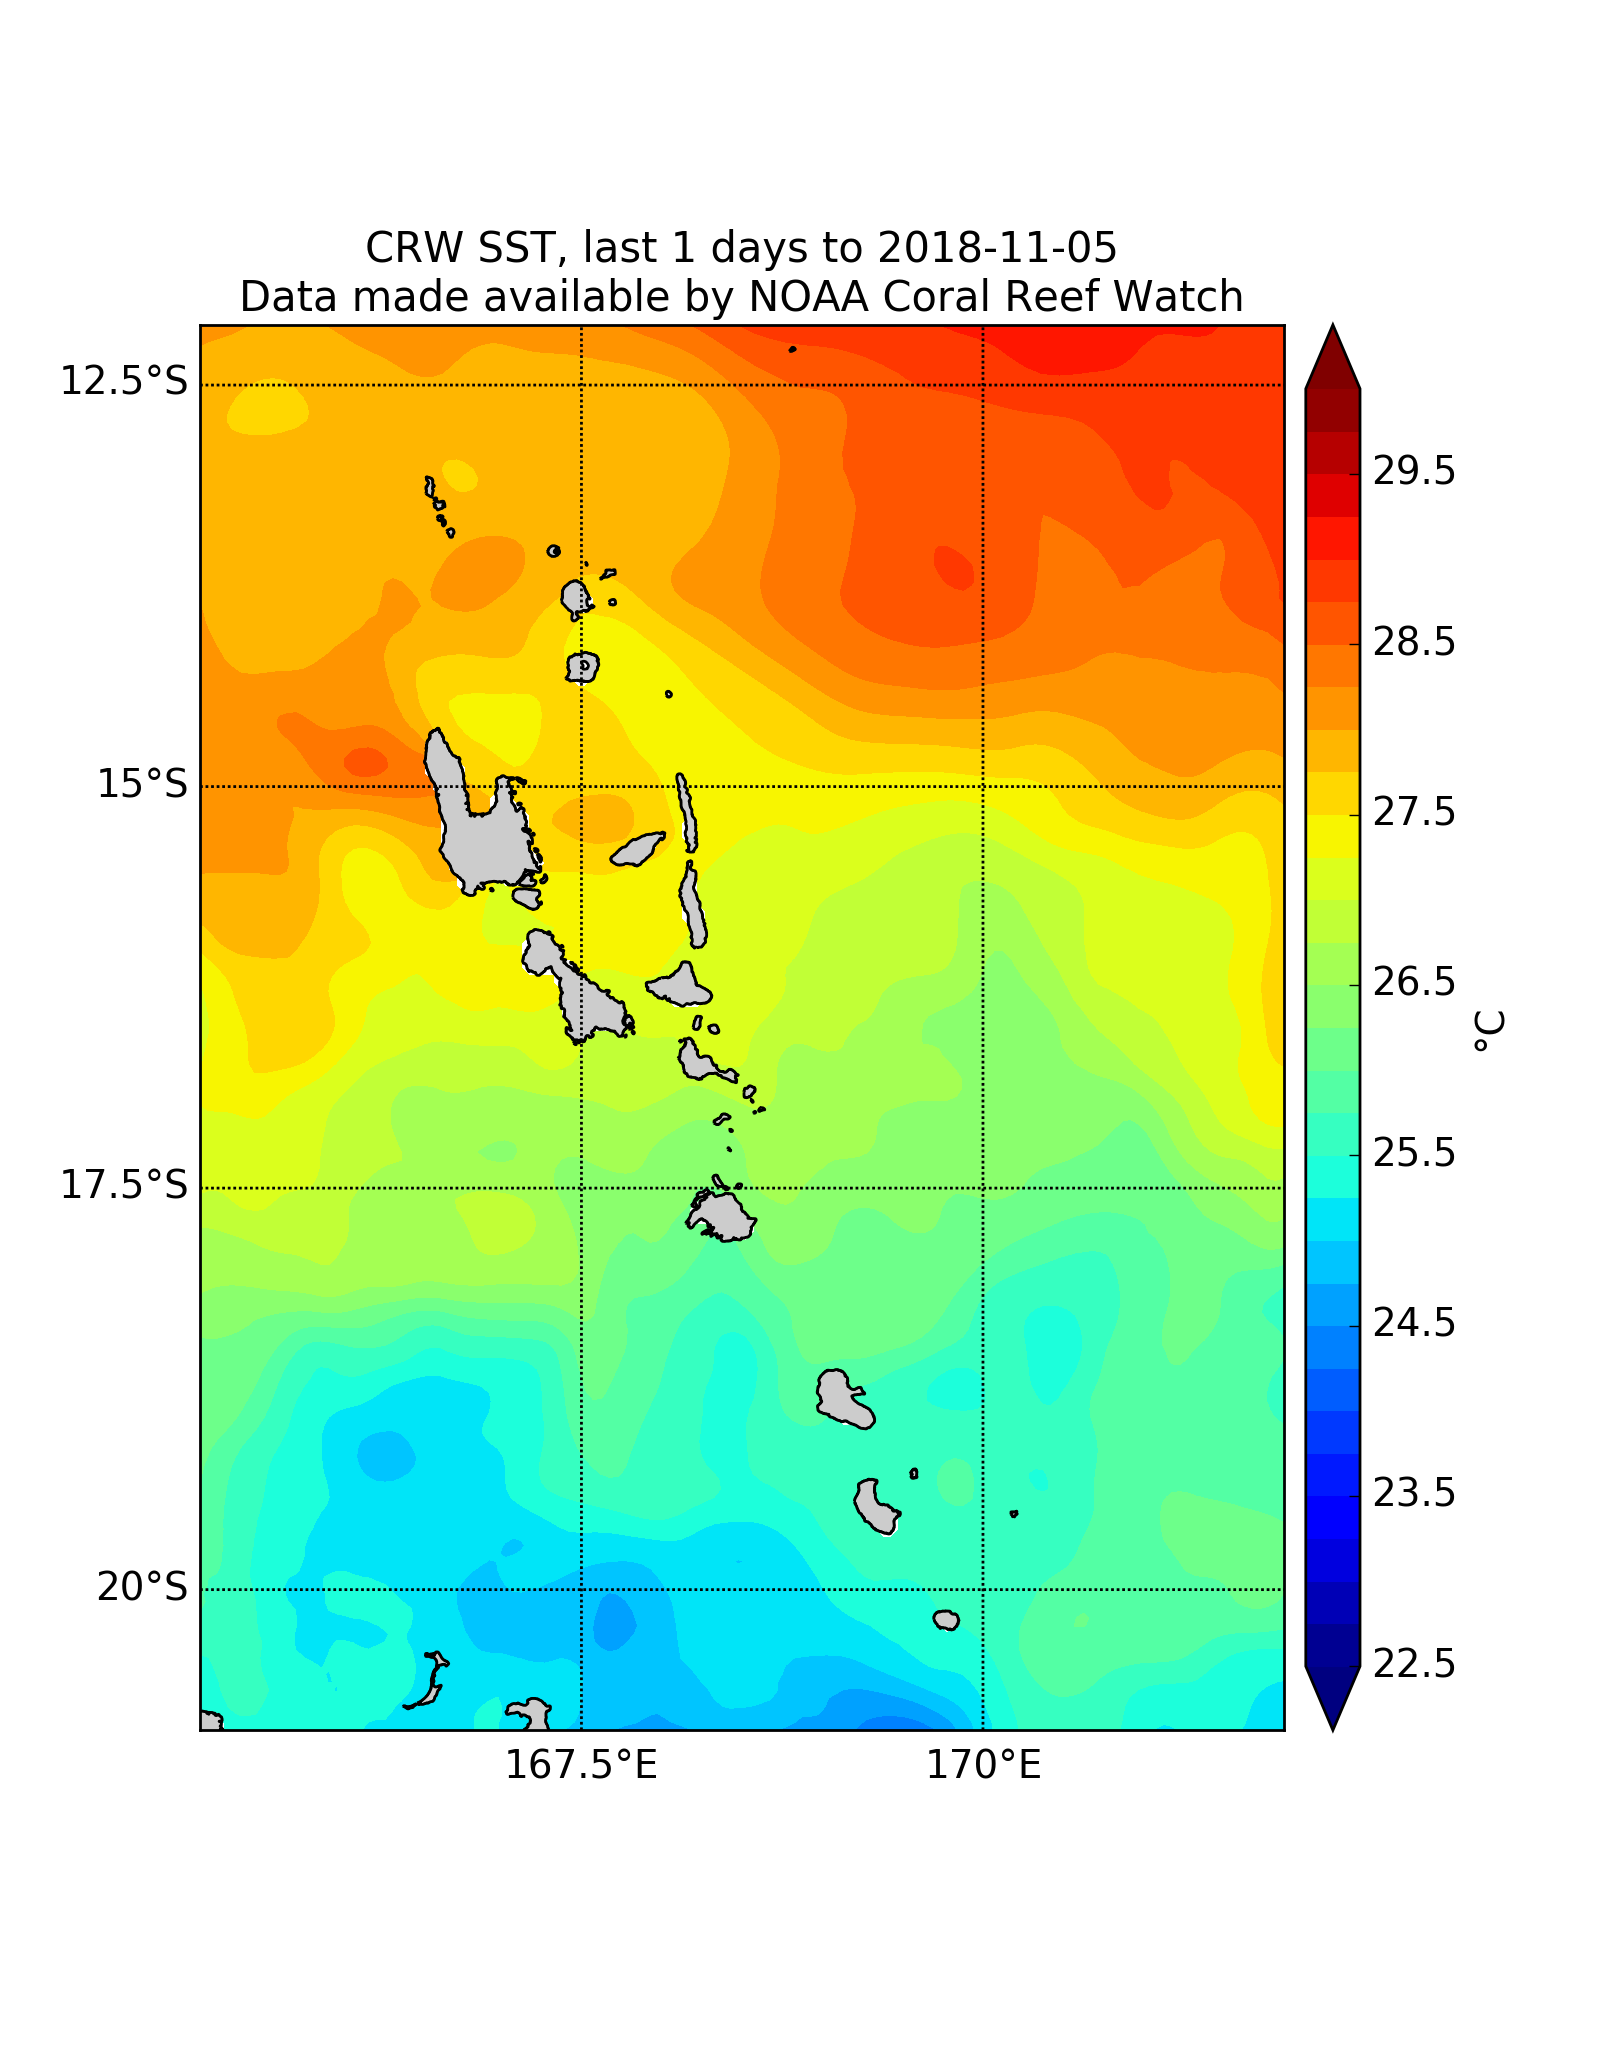 CRW SST, last 1 days to 2018-11-05
Data made available by NOAA Coral Reef Watch
12.5°S
15°S
17.5°S
20°S
167.5°E
170°E
29.5
28.5
27.5
26.5
25.5
24.5
23.5
22.5
°C